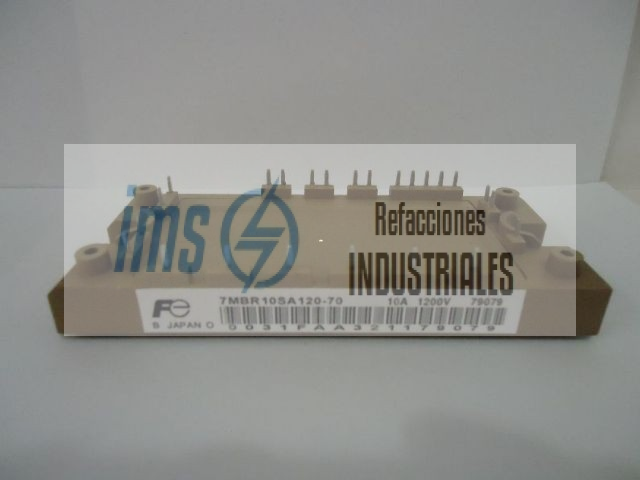 ims
Refacciones
INDUSTRIALES
Fe
7MBR10SA120-70 10A 1200V 79079
S JAPAN O
0031FAA321179079